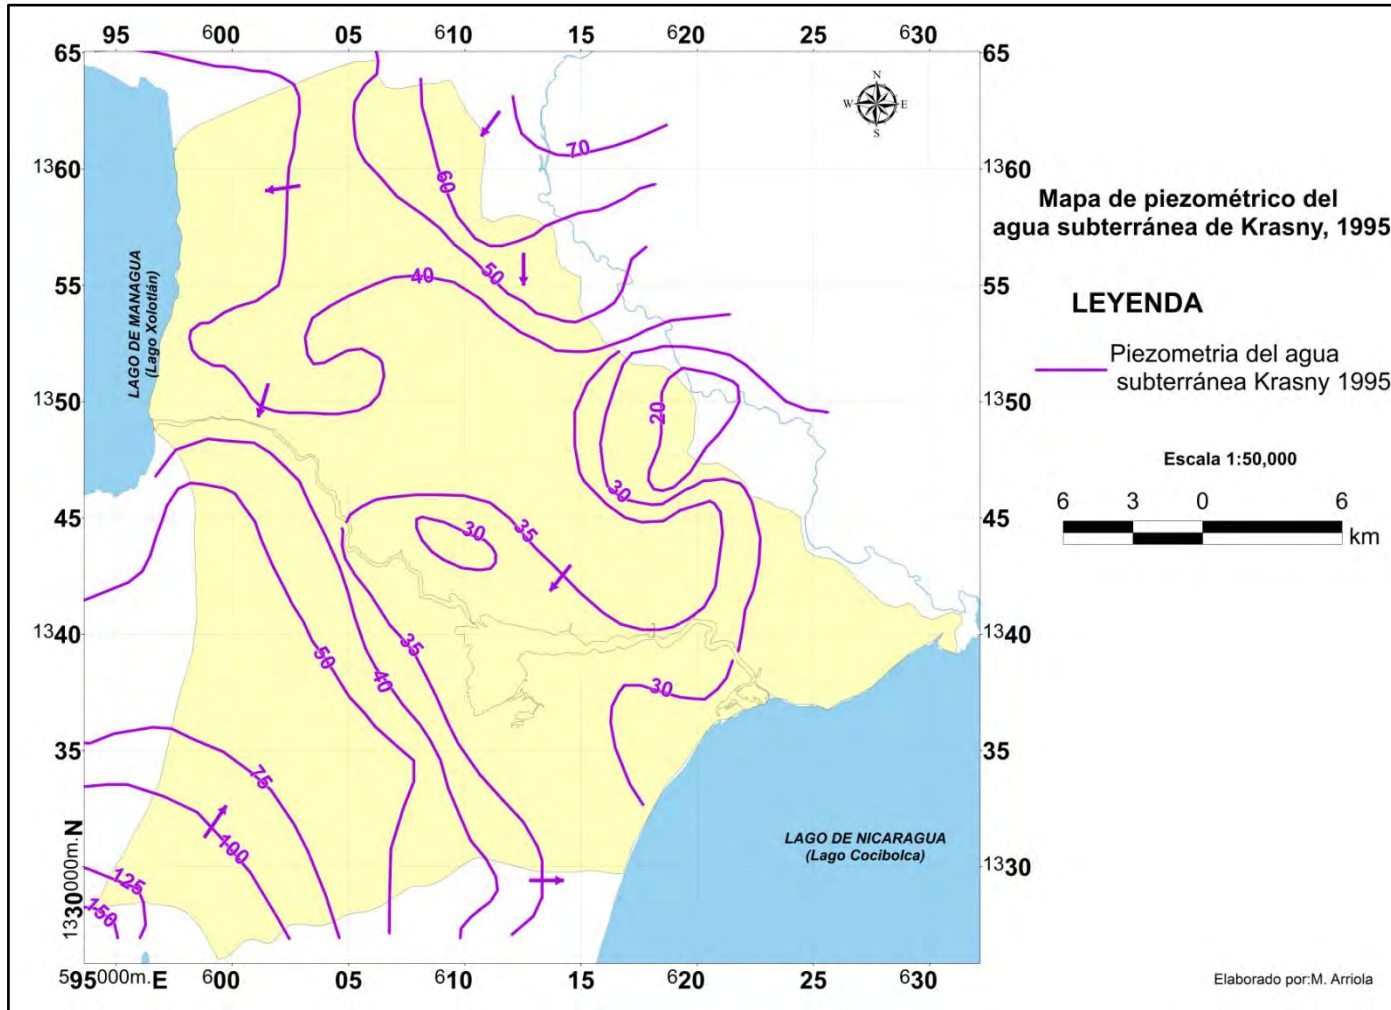 95 600 05 610 15 620 25 630
65 65
N
W E
S
70
1360 1360
60
Mapa de piezométrico del
agua subterránea de Krasny, 1995
LAGO DE MANAGUA
(Lago Xolotlán)
40
50
55 55
LEYENDA
Piezometria del agua
subterránea Krasny 1995
1350 1350
20
Escala 1:50,000
6 3 0 6
km
30
45 45
30
35
1340 1340
50
40
35
30
35 35
75
100
LAGO DE NICARAGUA
(Lago Cocibolca)
125
150
1330000m.N
1330
595000m.E 600 05 610 15 620 25 630
Elaborado por:M. Arriola